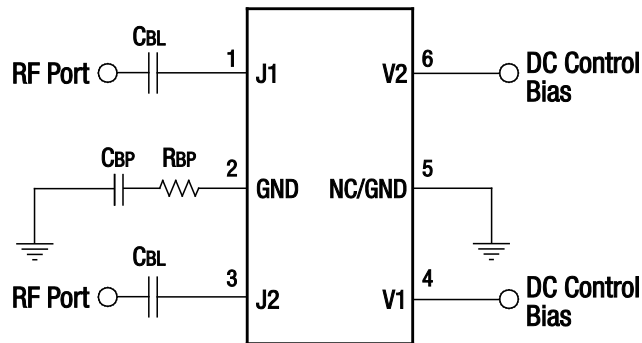 CBL
RF Port
1
J1
V2
6
DC Control
Bias
CBP
RBP
2
GND
NC/GND
5
CBL
RF Port
3
J2
V1
4
DC Control
Bias